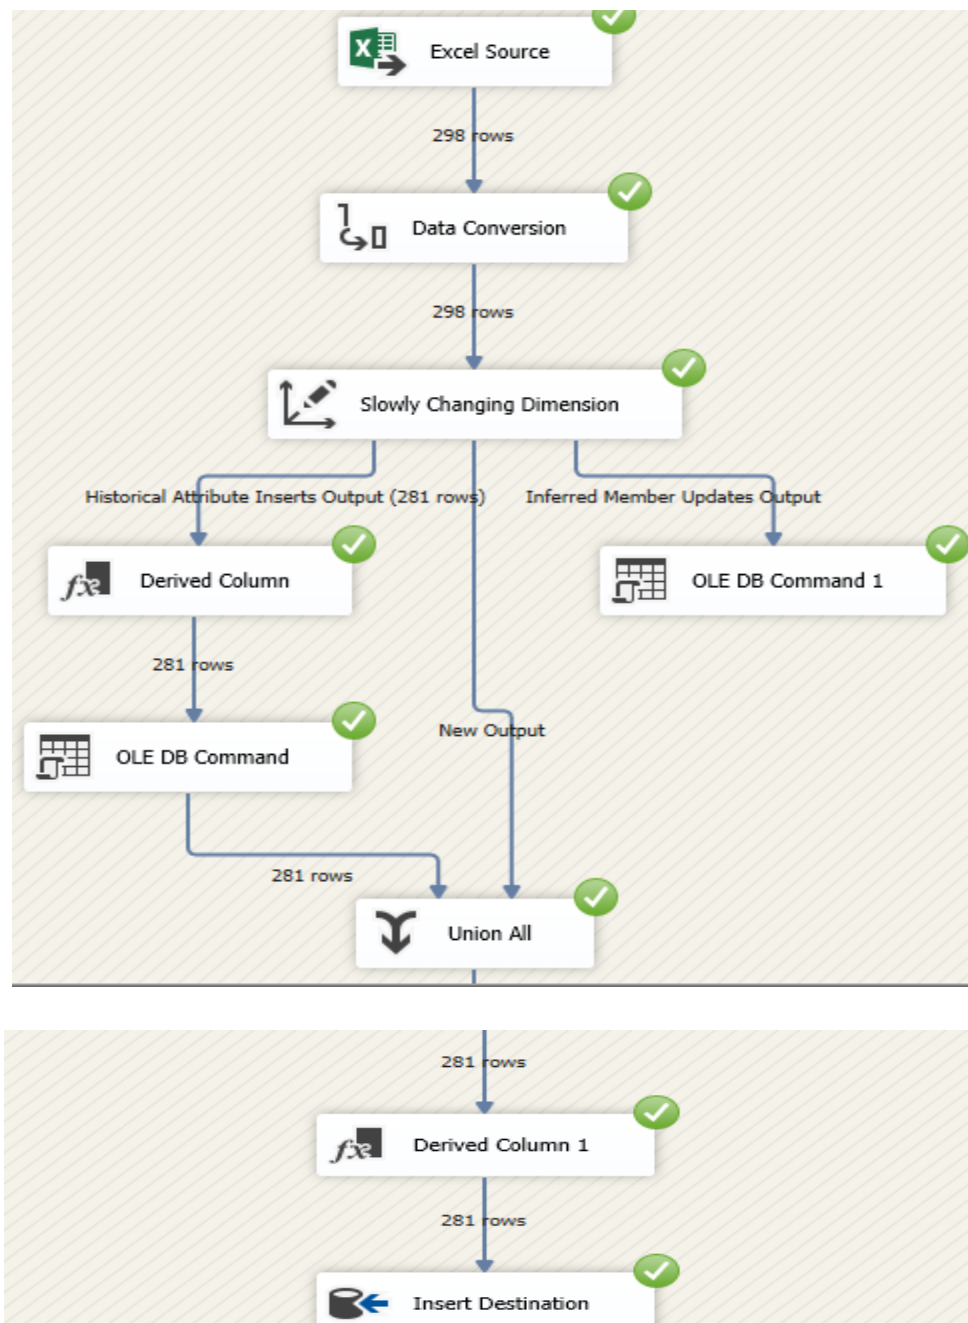 Excel Source
298 rows
Data Conversion
298 rows
Slowly Changing Dimension
Historical Attribute Inserts Output (281 rows)
Inferred Member Updates Output
Derived Column
OLE DB Command 1
281 rows
New Output
OLE DB Command
281 rows
Union All
281 rows
Derived Column 1
281 rows
Insert Destination